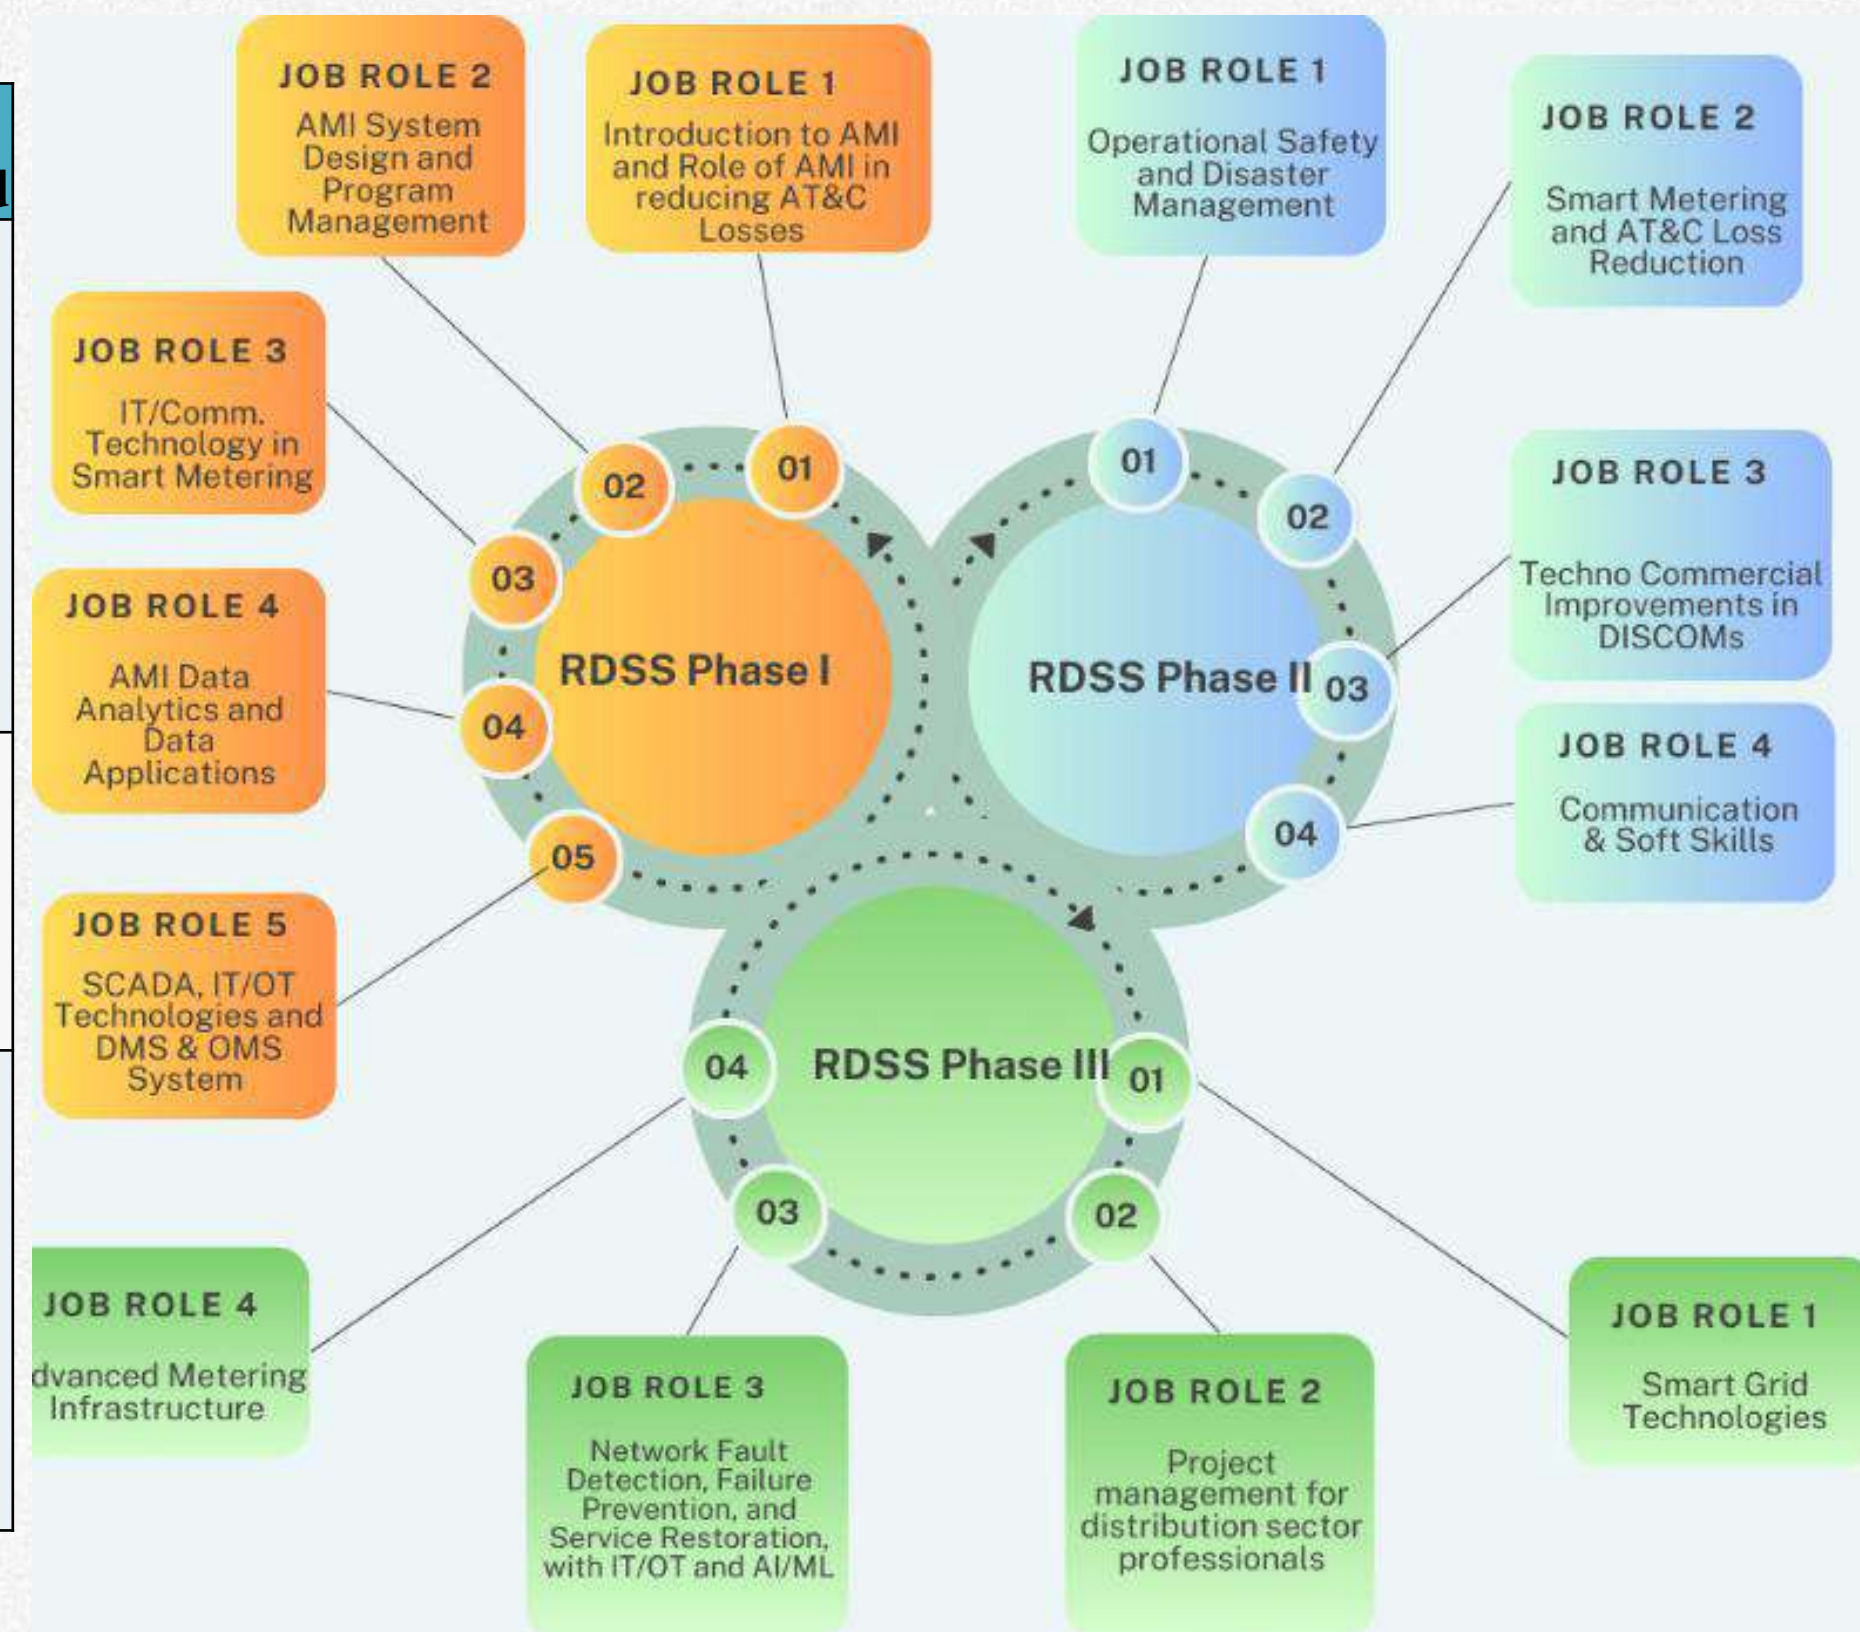 JOB ROLE 2
AMI System
Design and
Program
Management
JOB ROLE 1
Introduction to AMI
and Role of AMI in
reducing AT&C
Losses
JOB ROLE 1
Operational Safety
and Disaster
Management
JOB ROLE 2
Smart Metering
and AT&C Loss
Reduction
JOB ROLE 3
IT/Comm.
Technology in
Smart Metering
JOB ROLE 3
Techno Commercial
Improvements in
DISCOMs
JOB ROLE 4
AMI Data
Analytics and
Data
Applications
JOB ROLE 4
Communication
& Soft Skills
JOB ROLE 5
SCADA, IT/OT
Technologies and
DMS & OMS
System
01
02
03
04
05
RDSS Phase I
01
02
03
04
RDSS Phase II
01
02
03
04
RDSS Phase III
JOB ROLE 4
dvanced Metering
Infrastructure
JOB ROLE 3
Network Fault
Detection, Failure
Prevention, and
Service Restoration,
with IT/OT and AI/ML
JOB ROLE 2
Project
management for
distribution sector
professionals
JOB ROLE 1
Smart Grid
Technologies